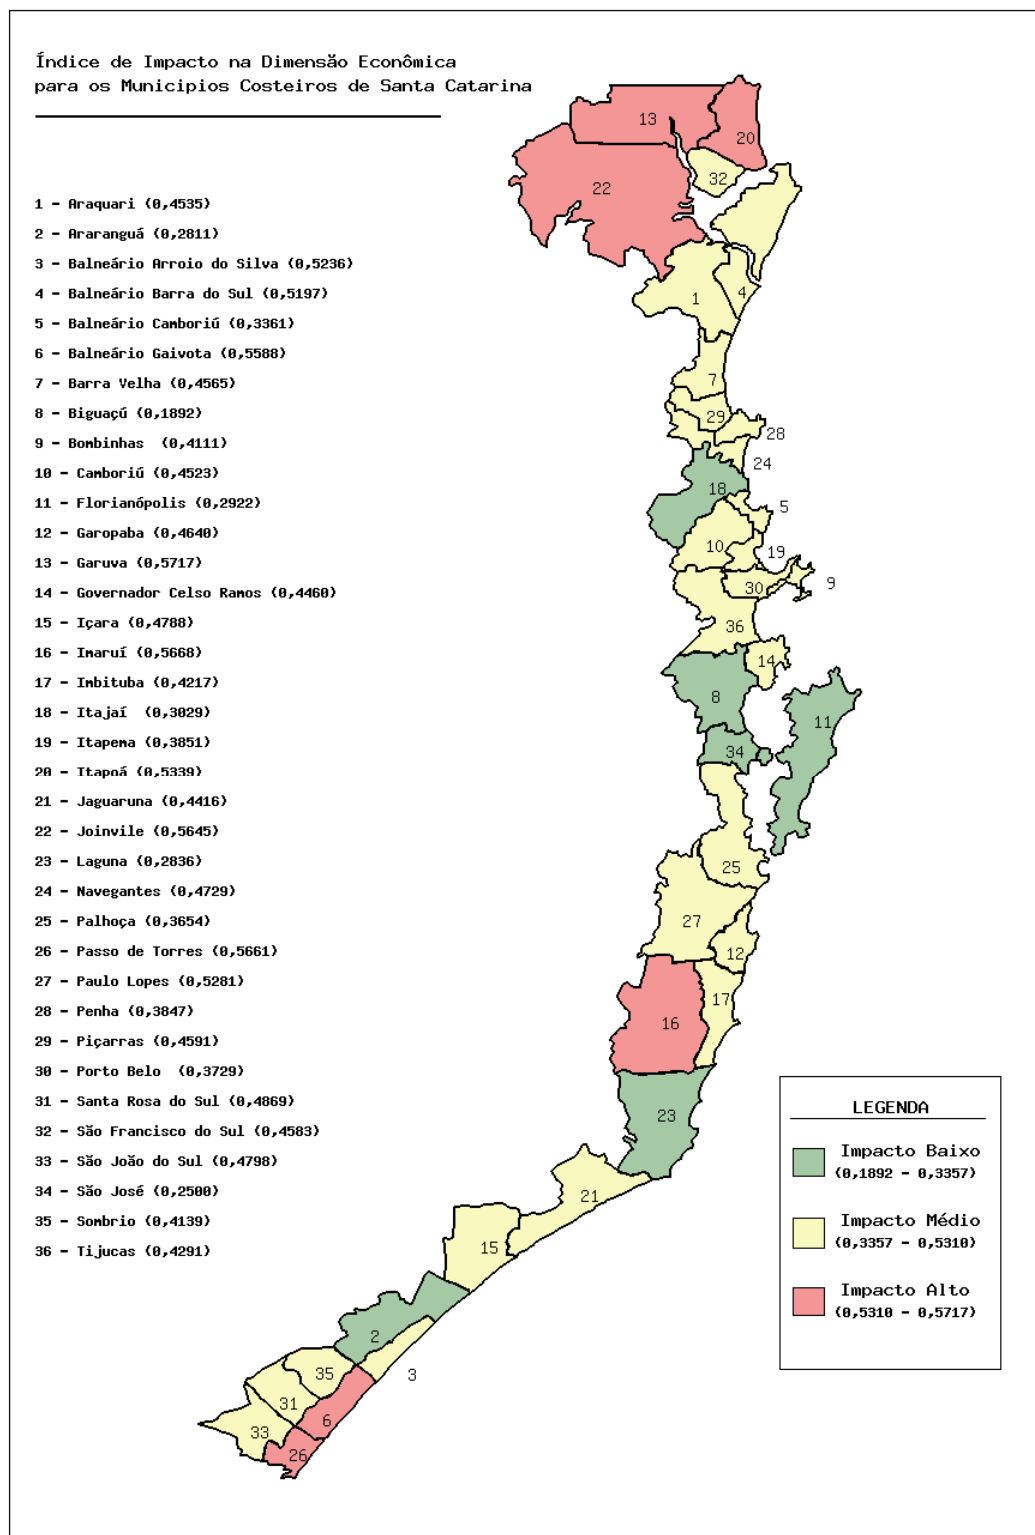 Índice de Impacto na Dimensão Econômica
para os Municipios Costeiros de Santa Catarina
1 - Araquari (0,4535)
2 - Araranguá (0,2811)
3 - Balneário Arroio do Silva (0,5236)
4 - Balneário Barra do Sul (0,5197)
5 - Balneário Camboriú (0,3361)
6 - Balneário Gaivota (0,5588)
7 - Barra Velha (0,4565)
8 - Biguaçú (0,1892)
9 - Bombinhas (0,4111)
10 - Camboriú (0,4523)
11 - Florianópolis (0,2922)
12 - Garopaba (0,4640)
13 - Garuva (0,5717)
14 - Governador Celso Ramos (0,4460)
15 - Içara (0,4788)
16 - Imaruí (0,5668)
17 - Imbituba (0,4217)
18 - Itajaí (0,3029)
19 - Itapema (0,3851)
20 - Itapoá (0,5339)
21 - Jaguaruna (0,4416)
22 - Joinvile (0,5645)
23 - Laguna (0,2836)
24 - Navegantes (0,4729)
25 - Palhoça (0,3654)
26 - Passo de Torres (0,5661)
27 - Paulo Lopes (0,5281)
28 - Penha (0,3847)
29 - Piçarras (0,4591)
30 - Porto Belo (0,3729)
31 - Santa Rosa do Sul (0,4869)
32 - São Francisco do Sul (0,4583)
33 - São João do Sul (0,4798)
34 - São José (0,2500)
35 - Sombrio (0,4139)
36 - Tijucas (0,4291)
13
20
32
22
1
4
7
29
28
24
18
5
10
19
30
9
36
14
8
11
34
25
27
12
17
16
23
21
15
2
3
35
31
6
33
26
LEGENDA
Impacto Baixo
(0,1892 - 0,3357)
Impacto Médio
(0,3357 - 0,5310)
Impacto Alto
(0,5310 - 0,5717)